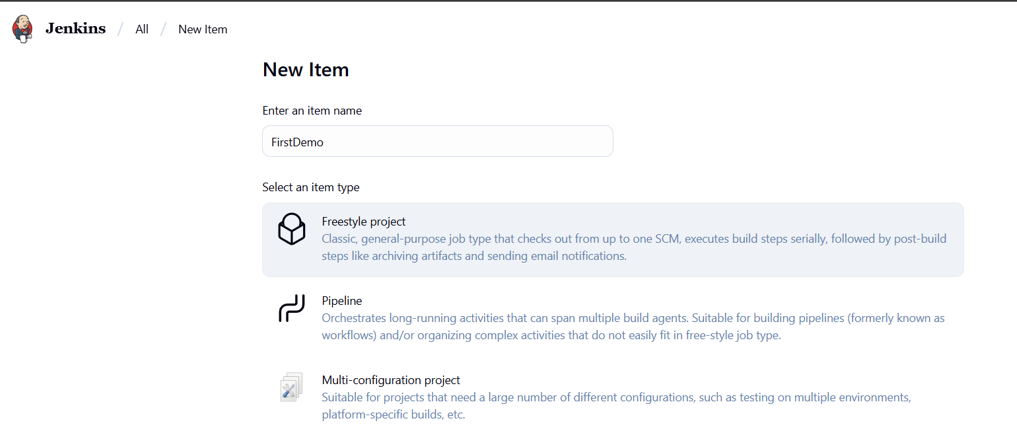 Jenkins / All / New Item
New Item
Enter an item name
FirstDemo
Select an item type
Freestyle project
Classic, general-purpose job type that checks out from up to one SCM, executes build steps serially, followed by post-build
steps like archiving artifacts and sending email notifications.
Pipeline
Orchestrates long-running activities that can span multiple build agents. Suitable for building pipelines (formerly known as
workflows) and/or organizing complex activities that do not easily fit in free-style job type.
Multi-configuration project
Suitable for projects that need a large number of different configurations, such as testing on multiple environments,
platform-specific builds, etc.